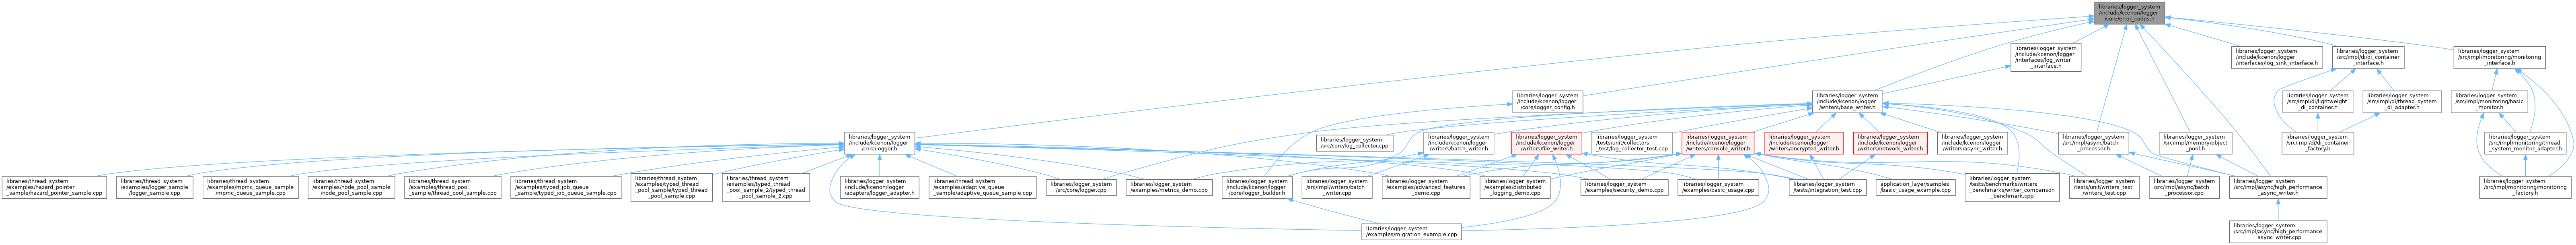 libraries/logger_system
/include/kcenon/logger
/core/error_codes.h
libraries/logger_system
/include/kcenon/logger
/interfaces/log_writer
_interface.h
libraries/logger_system
/include/kcenon/logger
/interfaces/log_sink_interface.h
libraries/logger_system
/src/impl/di/di_container
_interface.h
libraries/logger_system
/src/impl/monitoring/monitoring
_interface.h
libraries/logger_system
/include/kcenon/logger
/core/logger_config.h
libraries/logger_system
/include/kcenon/logger
/writers/base_writer.h
libraries/logger_system
/src/impl/di/lightweight
_di_container.h
libraries/logger_system
/src/impl/di/thread_system
_di_adapter.h
libraries/logger_system
/src/impl/monitoring/basic
_monitor.h
libraries/logger_system
/include/kcenon/logger
/core/logger.h
libraries/logger_system
/src/core/log_collector.cpp
libraries/logger_system
/include/kcenon/logger
/writers/batch_writer.h
libraries/logger_system
/include/kcenon/logger
/writers/file_writer.h
libraries/logger_system
/tests/unit/collectors
_test/log_collector_test.cpp
libraries/logger_system
/include/kcenon/logger
/writers/console_writer.h
libraries/logger_system
/include/kcenon/logger
/writers/encrypted_writer.h
libraries/logger_system
/include/kcenon/logger
/writers/network_writer.h
libraries/logger_system
/include/kcenon/logger
/writers/async_writer.h
libraries/logger_system
/src/impl/async/batch
_processor.h
libraries/logger_system
/src/impl/memory/object
_pool.h
libraries/logger_system
/src/impl/di/di_container
_factory.h
libraries/logger_system
/src/impl/monitoring/thread
_system_monitor_adapter.h
libraries/thread_system
/examples/hazard_pointer
_sample/hazard_pointer_sample.cpp
libraries/thread_system
/examples/logger_sample
/logger_sample.cpp
libraries/thread_system
/examples/mpmc_queue_sample
/mpmc_queue_sample.cpp
libraries/thread_system
/examples/node_pool_sample
/node_pool_sample.cpp
libraries/thread_system
/examples/thread_pool
_sample/thread_pool_sample.cpp
libraries/thread_system
/examples/typed_job_queue
_sample/typed_job_queue_sample.cpp
libraries/thread_system
/examples/typed_thread
_pool_sample/typed_thread
_pool_sample.cpp
libraries/thread_system
/examples/typed_thread
_pool_sample_2/typed_thread
_pool_sample_2.cpp
libraries/logger_system
/include/kcenon/logger
/adapters/logger_adapter.h
libraries/thread_system
/examples/adaptive_queue
_sample/adaptive_queue_sample.cpp
libraries/logger_system
/src/core/logger.cpp
libraries/logger_system
/examples/metrics_demo.cpp
libraries/logger_system
/include/kcenon/logger
/core/logger_builder.h
libraries/logger_system
/src/impl/writers/batch
_writer.cpp
libraries/logger_system
/examples/advanced_features
_demo.cpp
libraries/logger_system
/examples/distributed
_logging_demo.cpp
libraries/logger_system
/examples/security_demo.cpp
libraries/logger_system
/examples/basic_usage.cpp
libraries/logger_system
/tests/integration_test.cpp
application_layer/samples
/basic_usage_example.cpp
libraries/logger_system
/tests/benchmarks/writers
_benchmarks/writer_comparison
_benchmark.cpp
libraries/logger_system
/tests/unit/writers_test
/writers_test.cpp
libraries/logger_system
/src/impl/async/batch
_processor.cpp
libraries/logger_system
/src/impl/async/high_performance
_async_writer.h
libraries/logger_system
/src/impl/monitoring/monitoring
_factory.h
libraries/logger_system
/examples/migration_example.cpp
libraries/logger_system
/src/impl/async/high_performance
_async_writer.cpp